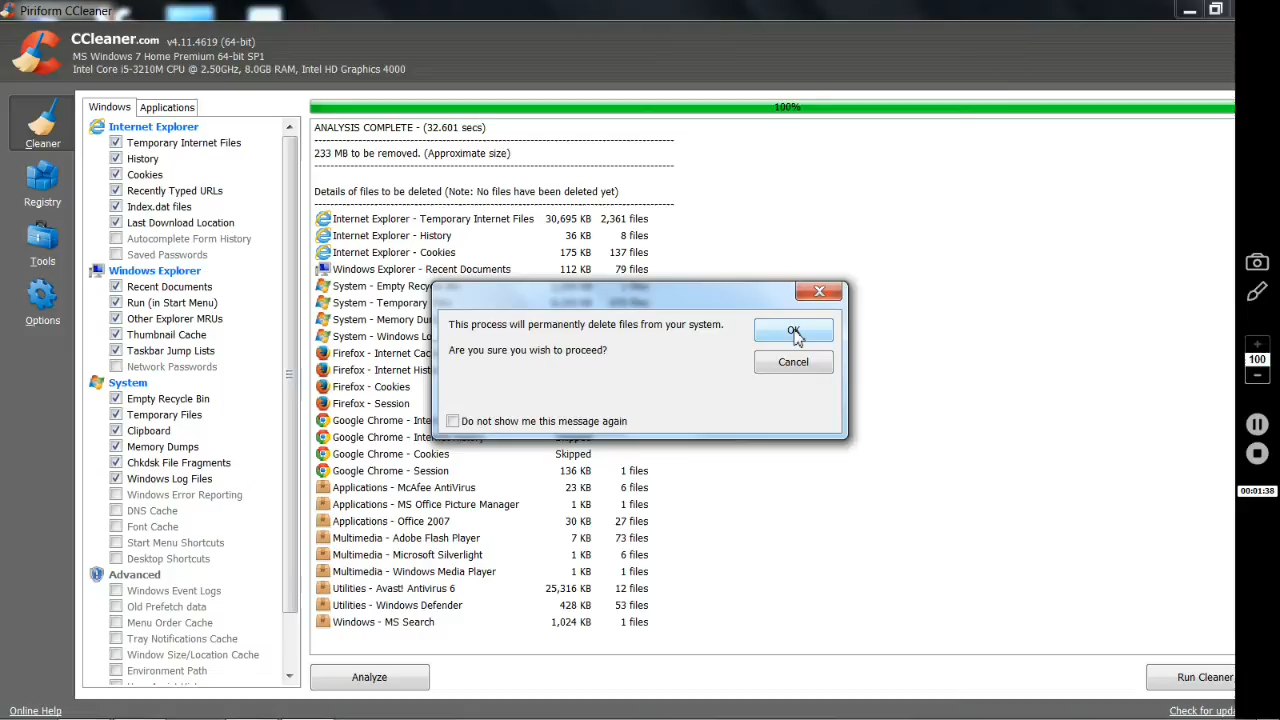 Piriform CCleaner
CCleaner.com v4.11.4619 (64-bit)
MS Windows 7 Home Premium 64-bit SP1
Intel Core i5-3210M CPU @ 2.50GHz, 8.0GB RAM, Intel HD Graphics 4000
Cleaner
Registry
Tools
Options
Windows Applications
Internet Explorer
Temporary Internet Files
History
Cookies
Recently Typed URLs
Index.dat files
Last Download Location
Autocomplete Form History
Saved Passwords
Windows Explorer
Recent Documents
Run (in Start Menu)
Other Explorer MRUs
Thumbnail Cache
Taskbar Jump Lists
Network Passwords
System
Empty Recycle Bin
Temporary Files
Clipboard
Memory Dumps
Chkdsk File Fragments
Windows Log Files
Windows Error Reporting
DNS Cache
Font Cache
Start Menu Shortcuts
Desktop Shortcuts
Advanced
Windows Event Logs
Old Prefetch data
Menu Order Cache
Tray Notifications Cache
Window Size/Location Cache
Environment Path
100%
ANALYSIS COMPLETE - (32.601 secs)
233 MB to be removed. (Approximate size)
Details of files to be deleted (Note: No files have been deleted yet)
Internet Explorer - Temporary Internet Files 30,695 KB 2,361 files
Internet Explorer - History 36 KB 8 files
Internet Explorer - Cookies 175 KB 137 files
Windows Explorer - Recent Documents 112 KB 79 files
System - Empty
System - Temporary
System - Memory
System - Windows
Firefox - Internet
Firefox - Internet
Firefox - Cookies
Firefox - Session
Google Chrome -
Google Chrome -
Google Chrome - Cookies Skipped
Google Chrome - Session 136 KB 1 files
Applications - McAfee AntiVirus 23 KB 6 files
Applications - MS Office Picture Manager 1 KB 1 files
Applications - Office 2007 30 KB 27 files
Multimedia - Adobe Flash Player 7 KB 73 files
Multimedia - Microsoft Silverlight 1 KB 6 files
Multimedia - Windows Media Player 1 KB 1 files
Utilities - Avast! Antivirus 6 25,316 KB 12 files
Utilities - Windows Defender 428 KB 53 files
Windows - MS Search 1,024 KB 1 files
This process will permanently delete files from your system.
Are you sure you wish to proceed?
OK
Cancel
Do not show me this message again
Analyze
Run Cleaner
Online Help
Check for
100
00:01:38